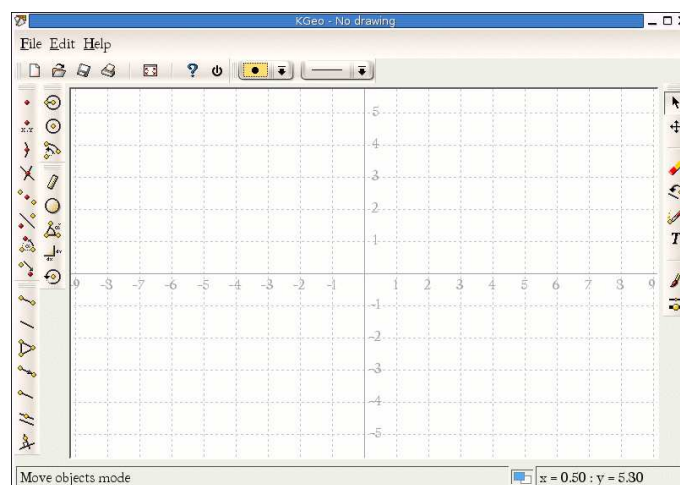 KGeo - No drawing
File Edit Help
x,y
T
α
dy
dx
5
4
3
2
1
-9 -8 -7 -6 -5 -4 -3 -2 -1 1 2 3 4 5 6 7 8 9
-1
-2
-3
-4
-5
Move objects mode
x = 0.50 : y = 5.30